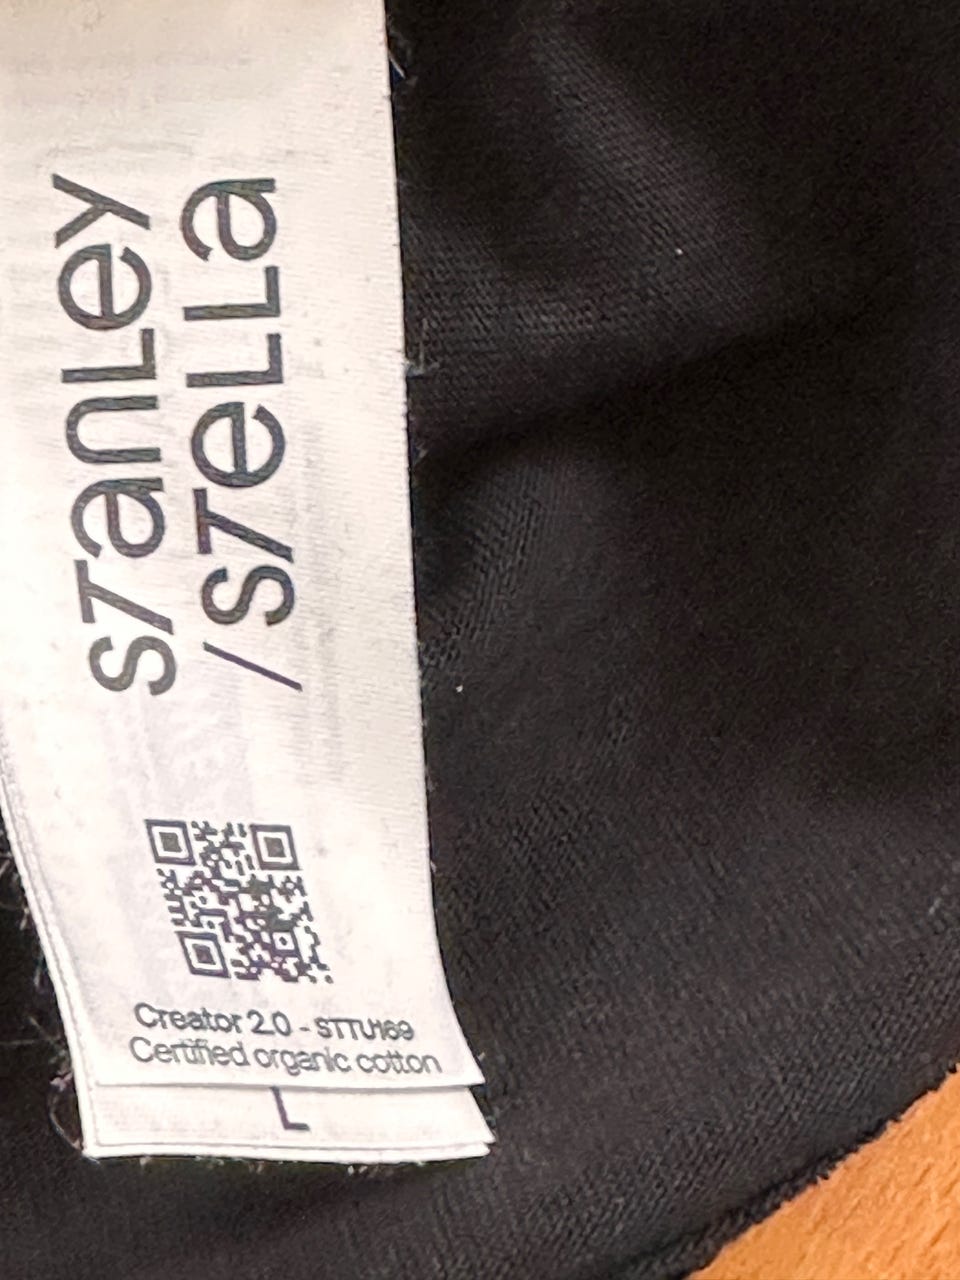 STanLey
/STella
Creator 2.0 - STTU169
Certified organic cotton
L